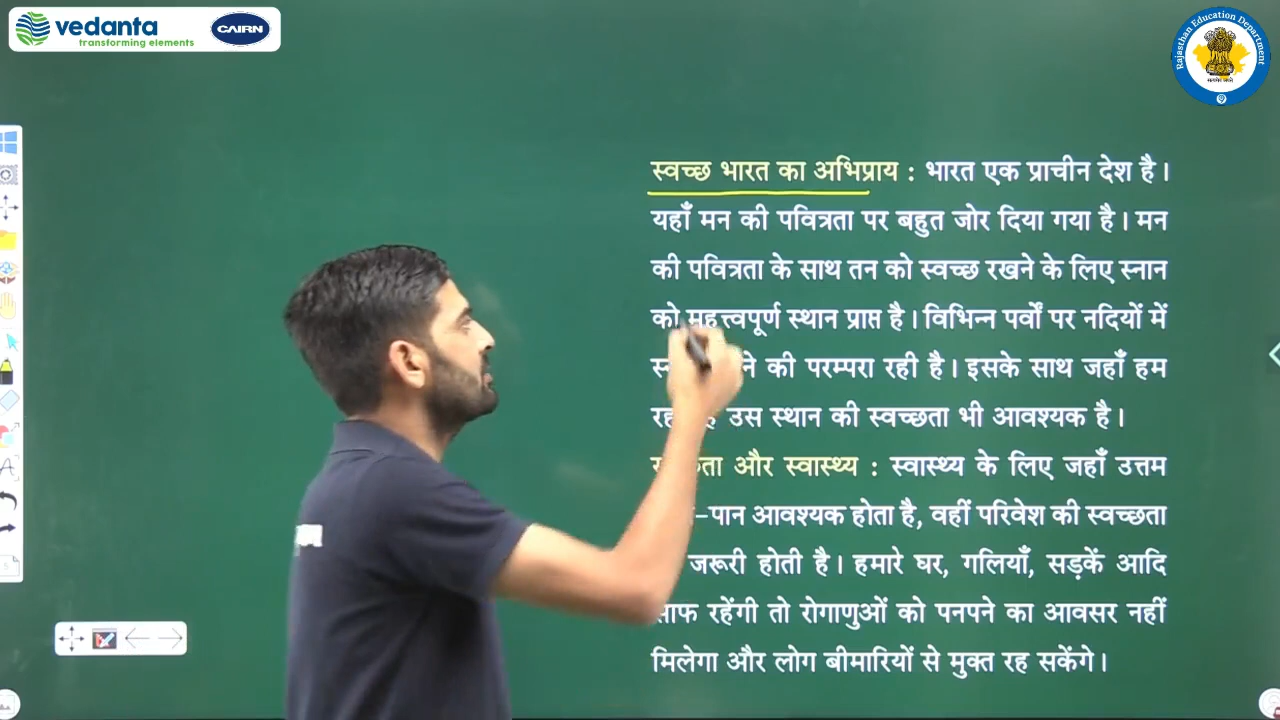 vedanta
transforming elements
CAIRN
Rajasthan Education Department
स्वच्छ भारत का अभिप्राय : भारत एक प्राचीन देश है।
यहाँ मन की पवित्रता पर बहुत जोर दिया गया है। मन
की पवित्रता के साथ तन को स्वच्छ रखने के लिए स्नान
को महत्त्वपूर्ण स्थान प्राप्त है। विभिन्न पर्वों पर नदियों में
की परम्परा रही है। इसके साथ जहाँ हम
उस स्थान की स्वच्छता भी आवश्यक है।
और स्वास्थ्य : स्वास्थ्य के लिए जहाँ उत्तम
–पान आवश्यक होता है, वहीं परिवेश की स्वच्छता
जरूरी होती है। हमारे घर, गलियाँ, सड़कें आदि
साफ रहेंगी तो रोगाणुओं को पनपने का आवसर नहीं
मिलेगा और लोग बीमारियों से मुक्त रह सकेंगे।